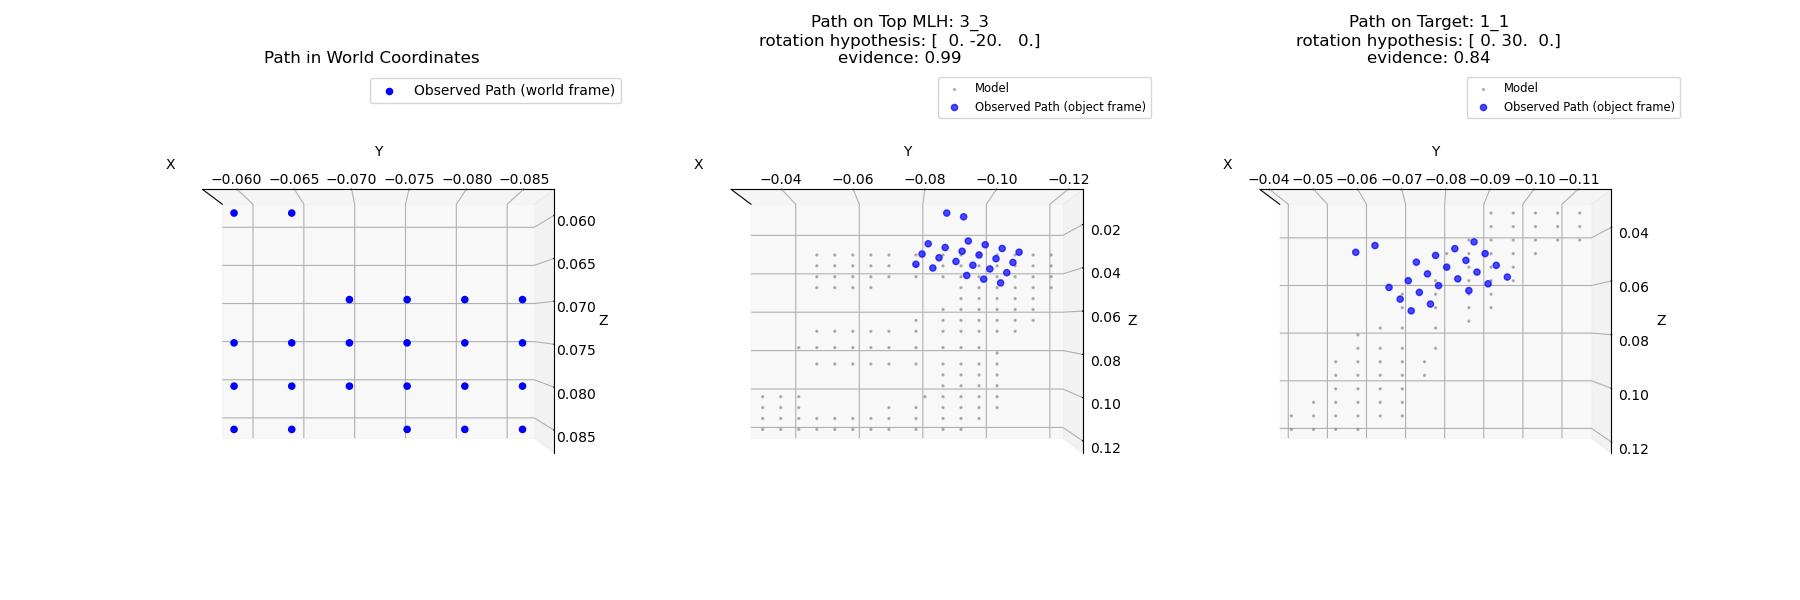 Path in World Coordinates
Observed Path (world frame)
X
Y
−0.060 −0.065 −0.070 −0.075 −0.080 −0.085
0.060
0.065
0.070
Z
0.075
0.080
0.085
Path on Top MLH: 3_3
rotation hypothesis: [  0. -20.   0.]
evidence: 0.99
Model
Observed Path (object frame)
X
Y
−0.04 −0.06 −0.08 −0.10 −0.12
0.02
0.04
0.06
Z
0.08
0.10
0.12
Path on Target: 1_1
rotation hypothesis: [ 0. 30.  0.]
evidence: 0.84
Model
Observed Path (object frame)
X
Y
−0.04 −0.05 −0.06 −0.07 −0.08 −0.09 −0.10 −0.11
0.04
0.06
Z
0.08
0.10
0.12